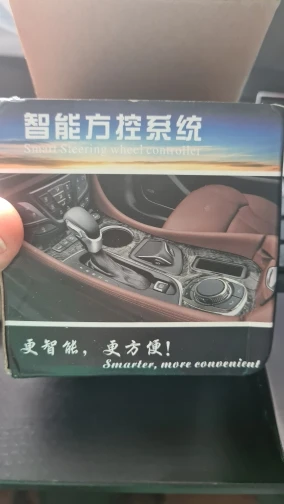 智能方控系统
Smart Steering wheel controller
更智能，更方便！
Smarter, more convenient